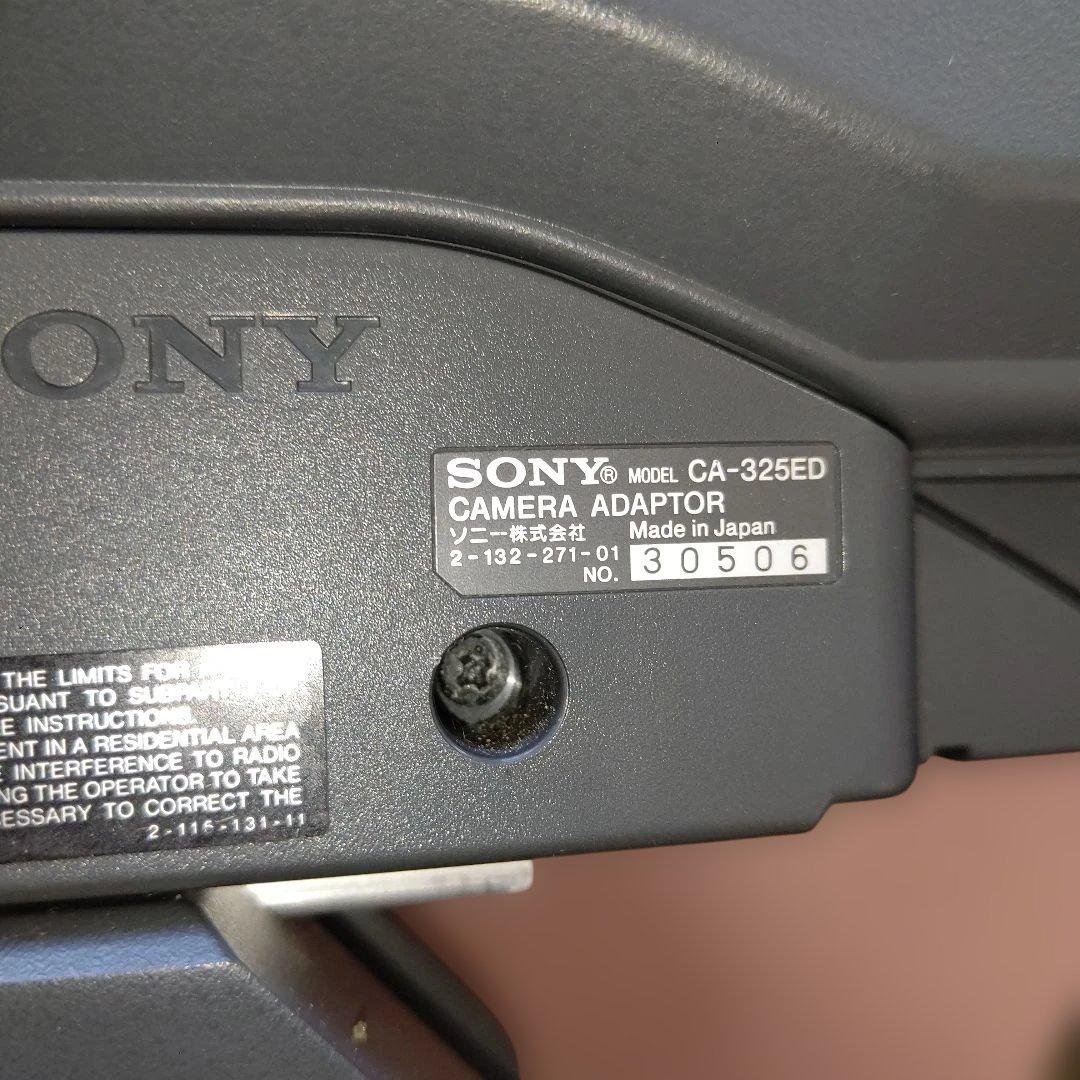 ONY
SONY® MODEL CA-325ED
CAMERA ADAPTOR
ソニー株式会社 Made in Japan
2-132-271-01
NO. 30506
THE LIMITS FOR
SUANT TO
E INSTRUCTIONS.
ENT IN A RESIDENTIAL AREA
E INTERFERENCE TO RADIO
NG THE OPERATOR TO TAKE
ESSARY TO CORRECT THE
2-116-131-11